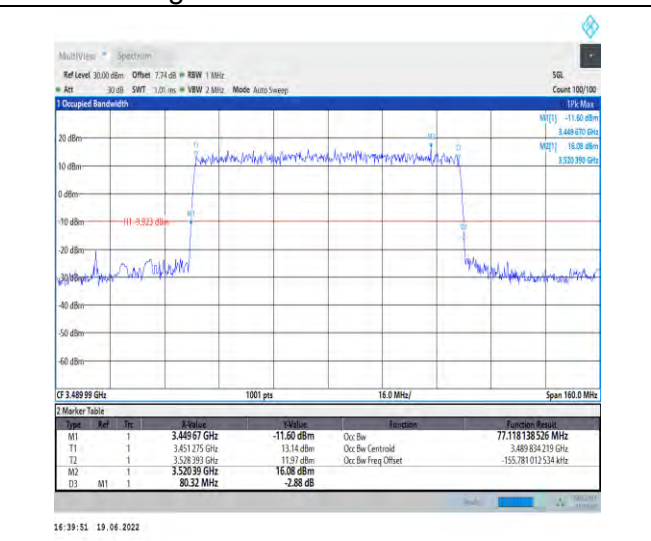 MultiView Spectrum
Ref Level 30.00 dBm Offset 7.74 dB RBW 1 MHz SGL
Att 30 dB SWT 1.01 ms VBW 2 MHz Mode Auto Sweep Count 100/100
1 Occupied Bandwidth 1Pk Max
M1[1] -11.60 dBm
3.449 670 GHz
M2[1] 16.08 dBm
3.520 390 GHz
20 dBm
10 dBm
0 dBm
-10 dBm H1 -9.923 dBm
-20 dBm
-30 dBm
-40 dBm
-50 dBm
-60 dBm
T1
M2
T2
M1
D3
CF 3.489 99 GHz 1001 pts 16.0 MHz/ Span 160.0 MHz
2 Marker Table
Type Ref Trc X-Value Y-Value Function Function Result
M1 1 3.449 67 GHz -11.60 dBm Occ Bw 77.118 138 526 MHz
T1 1 3.451 275 GHz 13.14 dBm Occ Bw Centroid 3.489 834 219 GHz
T2 1 3.528 393 GHz 11.97 dBm Occ Bw Freq Offset -155.781 012 534 kHz
M2 1 3.520 39 GHz 16.08 dBm
D3 M1 1 80.32 MHz -2.88 dB
16:39:51 19.06.2022